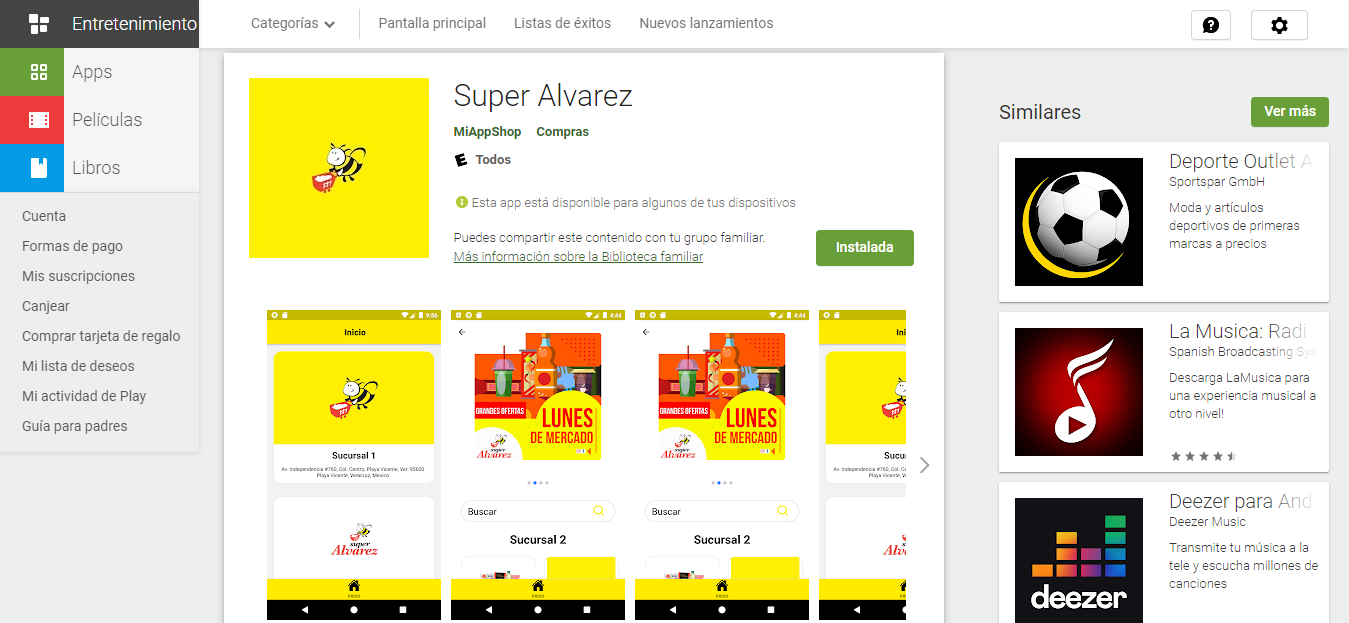 Entretenimiento
Categorías
Pantalla principal
Listas de éxitos
Nuevos lanzamientos
Apps
Películas
Libros
Cuenta
Formas de pago
Mis suscripciones
Canjear
Comprar tarjeta de regalo
Mi lista de deseos
Mi actividad de Play
Guía para padres
Super Alvarez
MiAppShop Compras
E Todos
Esta app está disponible para algunos de tus dispositivos
Puedes compartir este contenido con tu grupo familiar.
Más información sobre la Biblioteca familiar
Instalada
9:56
Inicio
Sucursal 1
Av. Independencia #760, Col. Centro; Playa Vicente, Ver. 95600
Playa Vicente, Veracruz, Mexico
super
Alvarez
Inicio
4:44
GRANDES OFERTAS
LUNES
DE MERCADO
super
Alvarez
Buscar
Sucursal 2
Inicio
4:44
GRANDES OFERTAS
LUNES
DE MERCADO
super
Alvarez
Buscar
Sucursal 2
Inicio
Ini
Sucu
Av. Independencia #760, Col.
Playa Vicente
Similares
Ver más
Deporte Outlet A
Sportspar GmbH
Moda y artículos
deportivos de primeras
marcas a precios
La Musica: Radi
Spanish Broadcasting Sys
Descarga LaMusica para
una experiencia musical a
otro nivel!
Deezer para And
Deezer Music
Transmite tu música a la
tele y escucha millones de
canciones
deezer